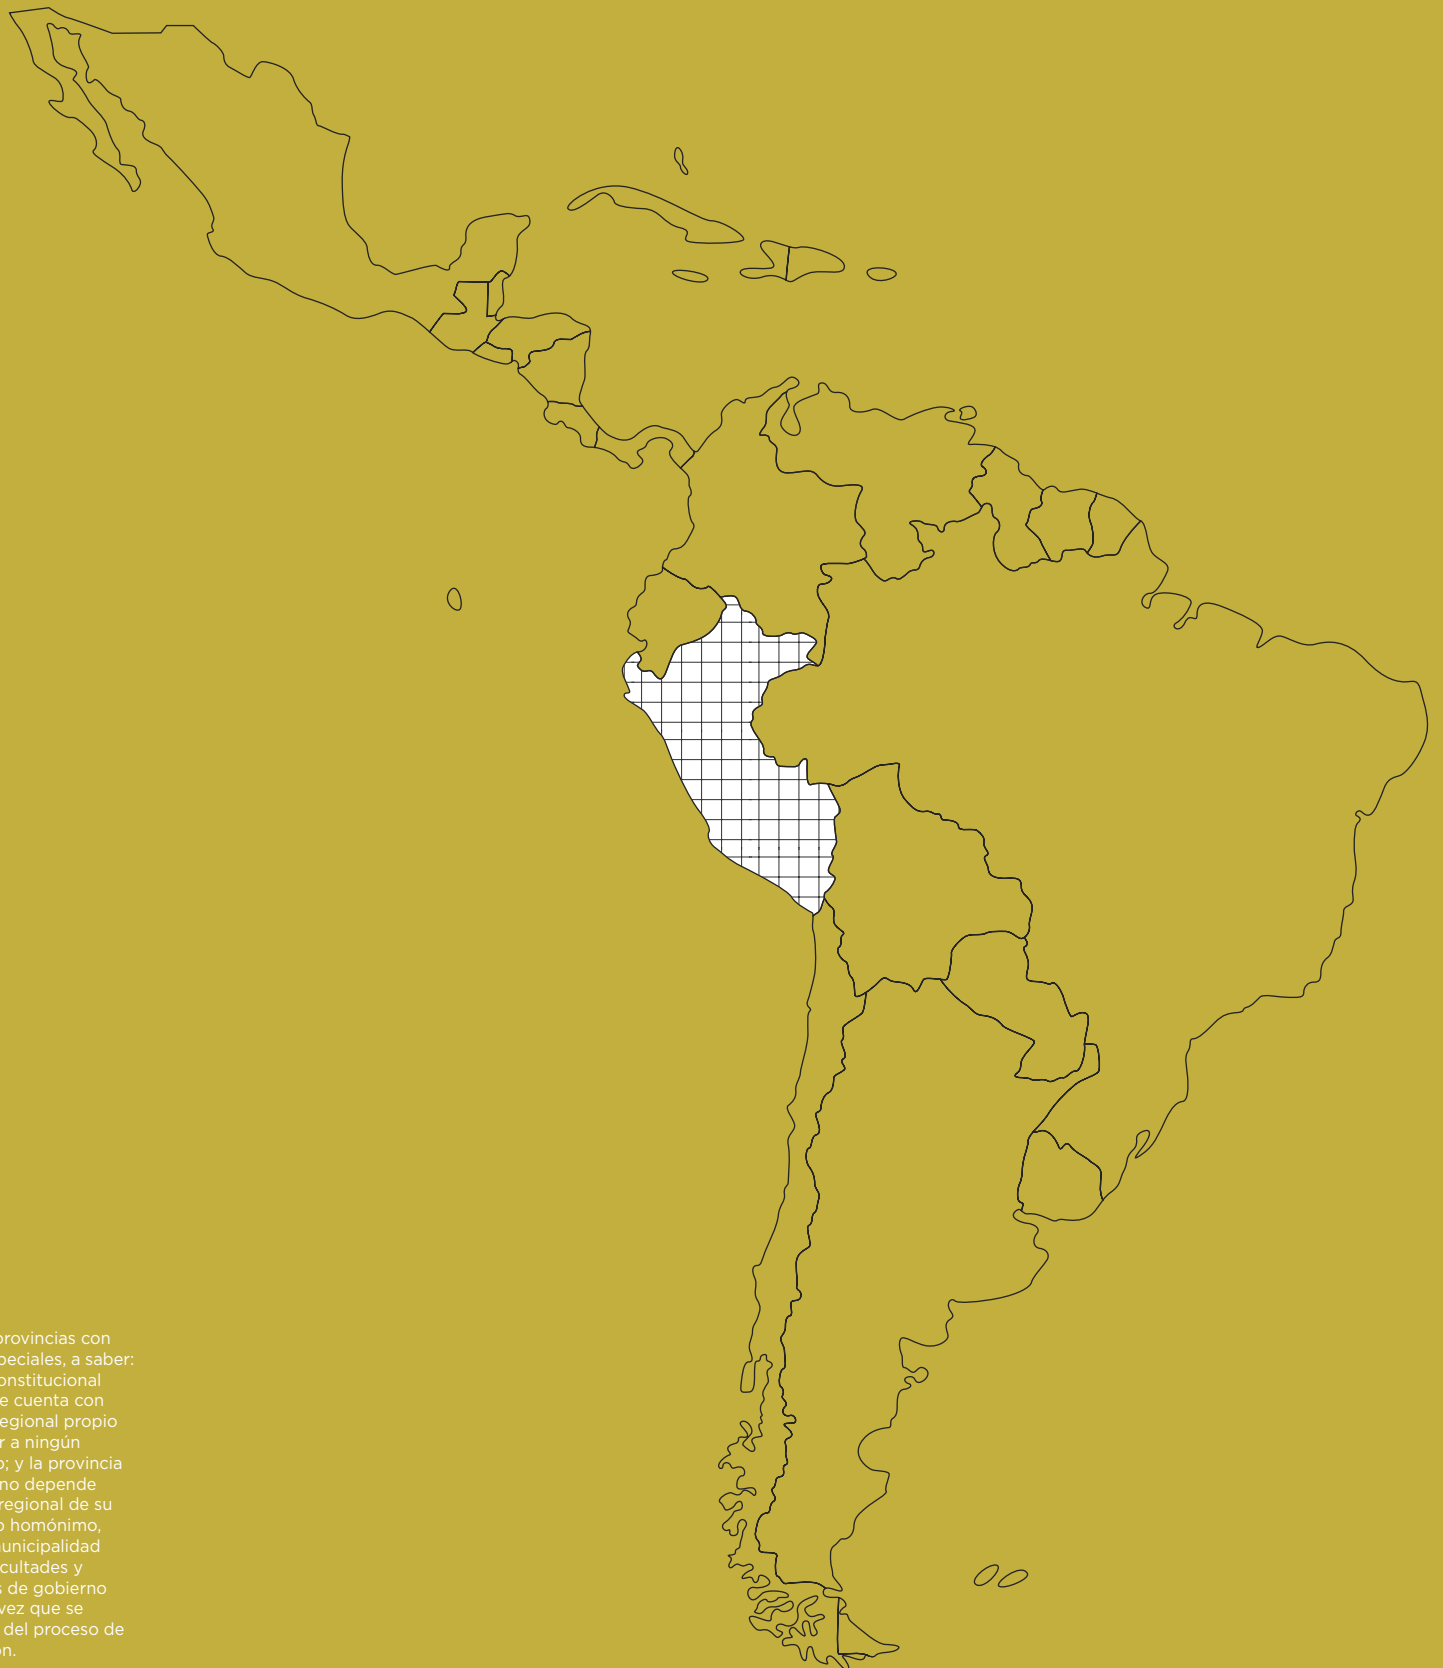 provincias con
peciales, a saber:
onstitucional
e cuenta con
egional propio
r a ningún
o; y la provincia
no depende
regional de su
o homónimo,
unicipalidad
cultades y
s de gobierno
vez que se
del proceso de
ón.